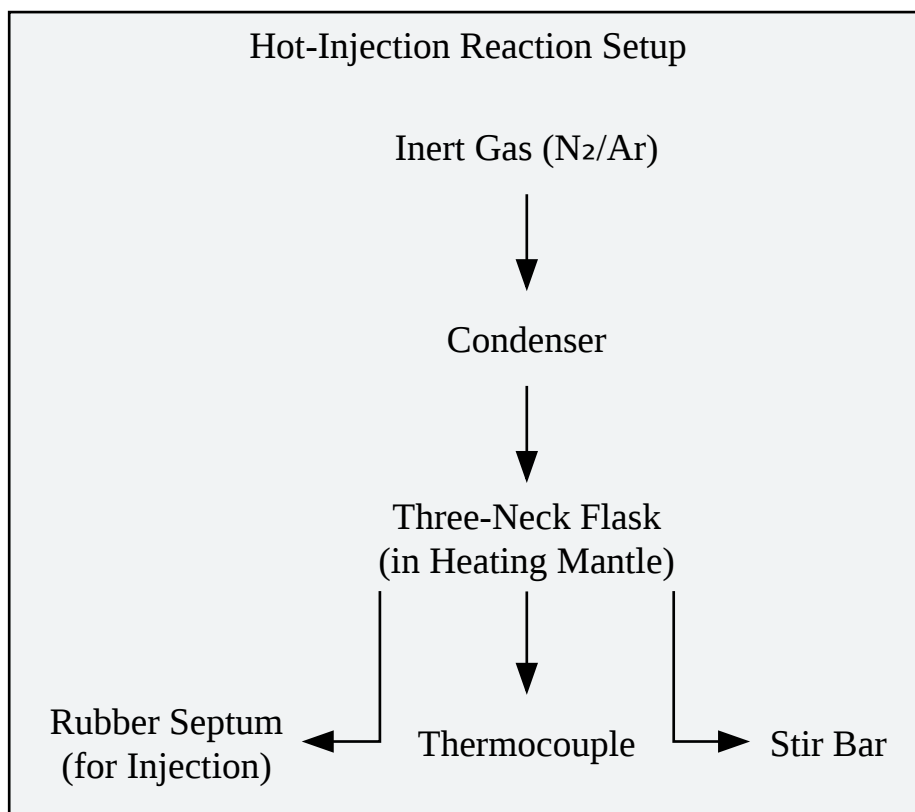 Hot-Injection Reaction Setup
Inert Gas (N₂/Ar)
Condenser
Three-Neck Flask
(in Heating Mantle)
Rubber Septum
(for Injection)
Thermocouple
Stir Bar